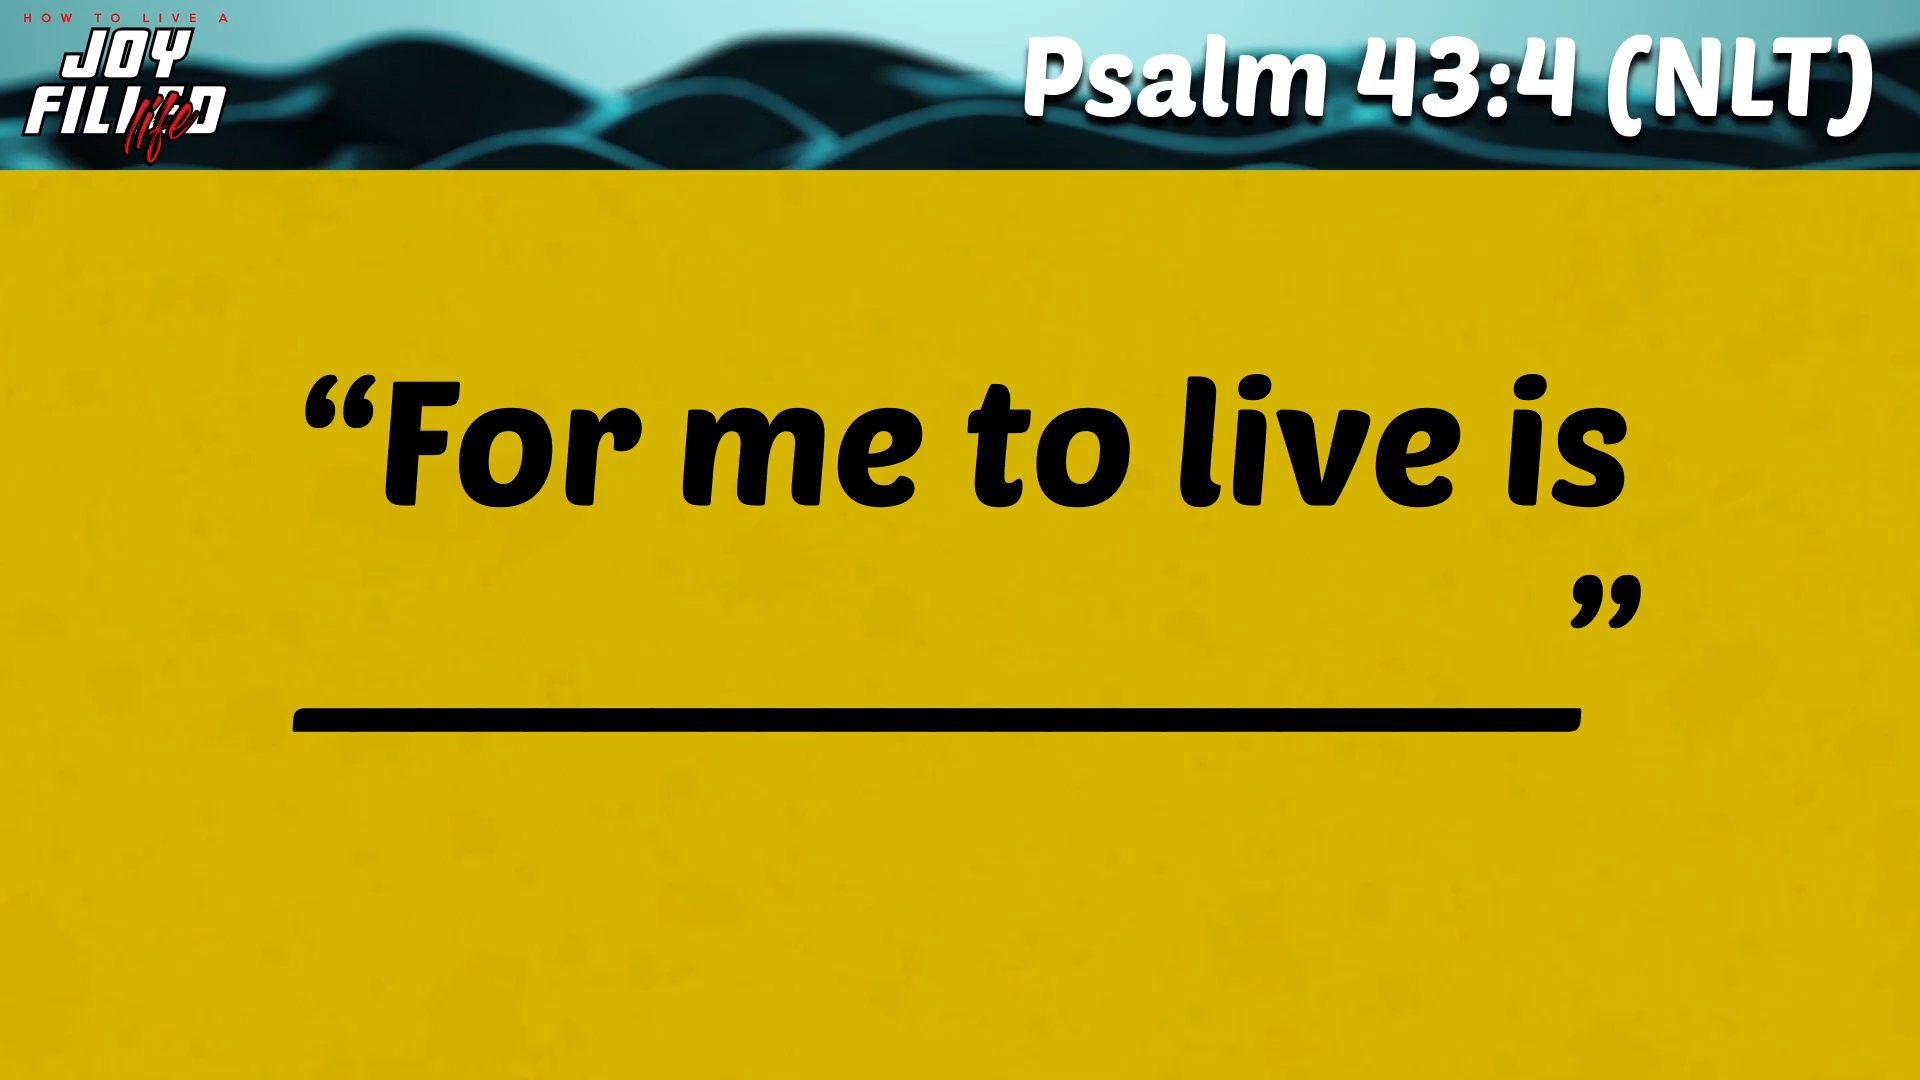 HOW TO LIVE A
JOY
FILLED
life
Psalm 43:4 (NLT)
“For me to live is
”